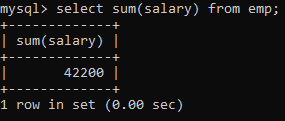 mysql> select sum(salary) from emp;
+-------------+
| sum(salary) |
+-------------+
|       42200 |
+-------------+
1 row in set (0.00 sec)